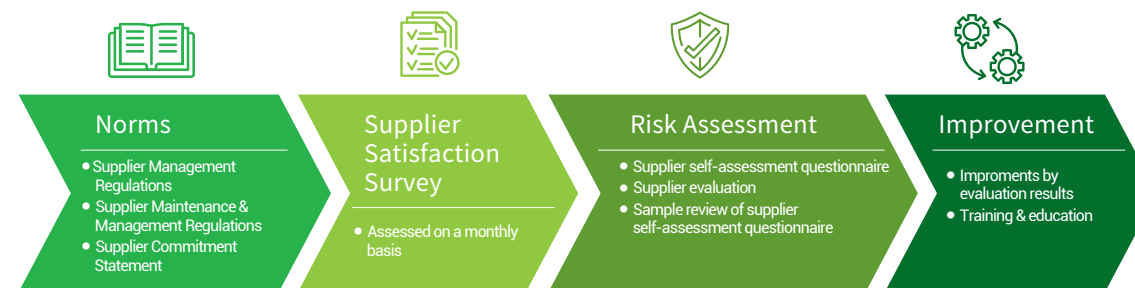 Norms
• Supplier Management
Regulations
• Supplier Maintenance &
Management Regulations
• Supplier Commitment
Statement
Supplier
Satisfaction
Survey
• Assessed on a monthly
basis
Risk Assessment
• Supplier self-assessment questionnaire
• Supplier evaluation
• Sample review of supplier
self-assessment questionnaire
Improvement
• Improments by
evaluation results
• Training & education